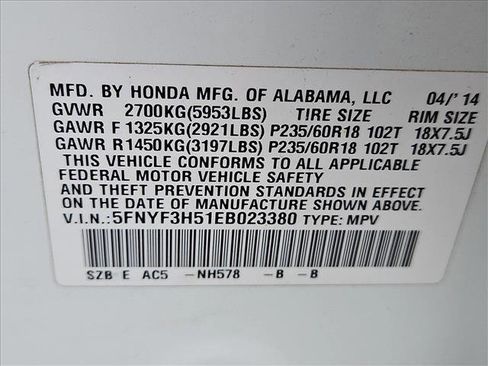 MFD. BY HONDA MFG. OF ALABAMA, LLC 04/'14
GVWR 2700KG(5953LBS) TIRE SIZE RIM SIZE
GAWR F 1325KG(2921LBS) P235/60R18 102T 18X7.5J
GAWR R1450KG(3197LBS) P235/60R18 102T 18X7.5J
THIS VEHICLE CONFORMS TO ALL APPLICABLE
FEDERAL MOTOR VEHICLE SAFETY
AND THEFT PREVENTION STANDARDS IN EFFECT
ON THE DATE OF MANUFACTURE SHOWN ABOVE.
V.I.N.:5FNYF3H51EB023380 TYPE: MPV
SZB E AC5 -NH578 -B -B